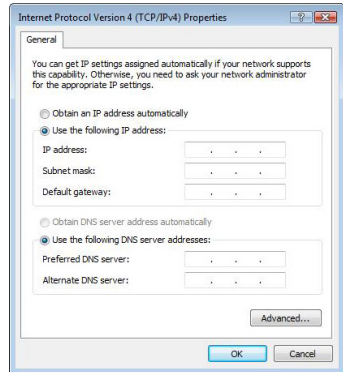 Internet Protocol Version 4 (TCP/IPv4) Properties
General
You can get IP settings assigned automatically if your network supports
this capability. Otherwise, you need to ask your network administrator
for the appropriate IP settings.
Obtain an IP address automatically
Use the following IP address:
IP address:
Subnet mask:
Default gateway:
Obtain DNS server address automatically
Use the following DNS server addresses:
Preferred DNS server:
Alternate DNS server:
Advanced...
OK Cancel